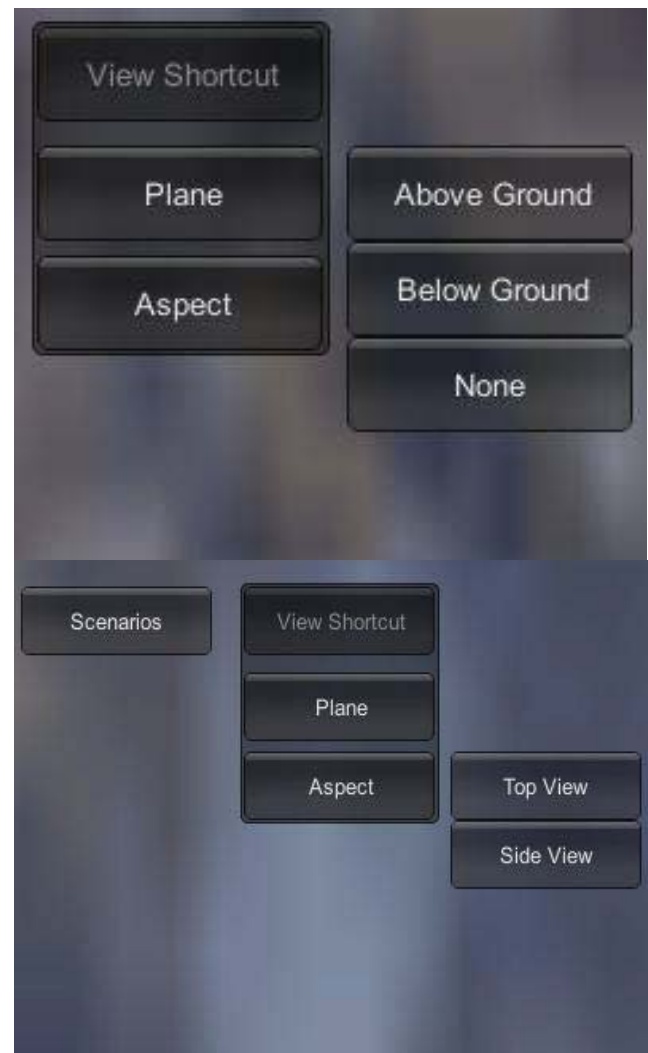 View Shortcut
Plane
Above Ground
Aspect
Below Ground
None
Scenarios
View Shortcut
Plane
Aspect
Top View
Side View